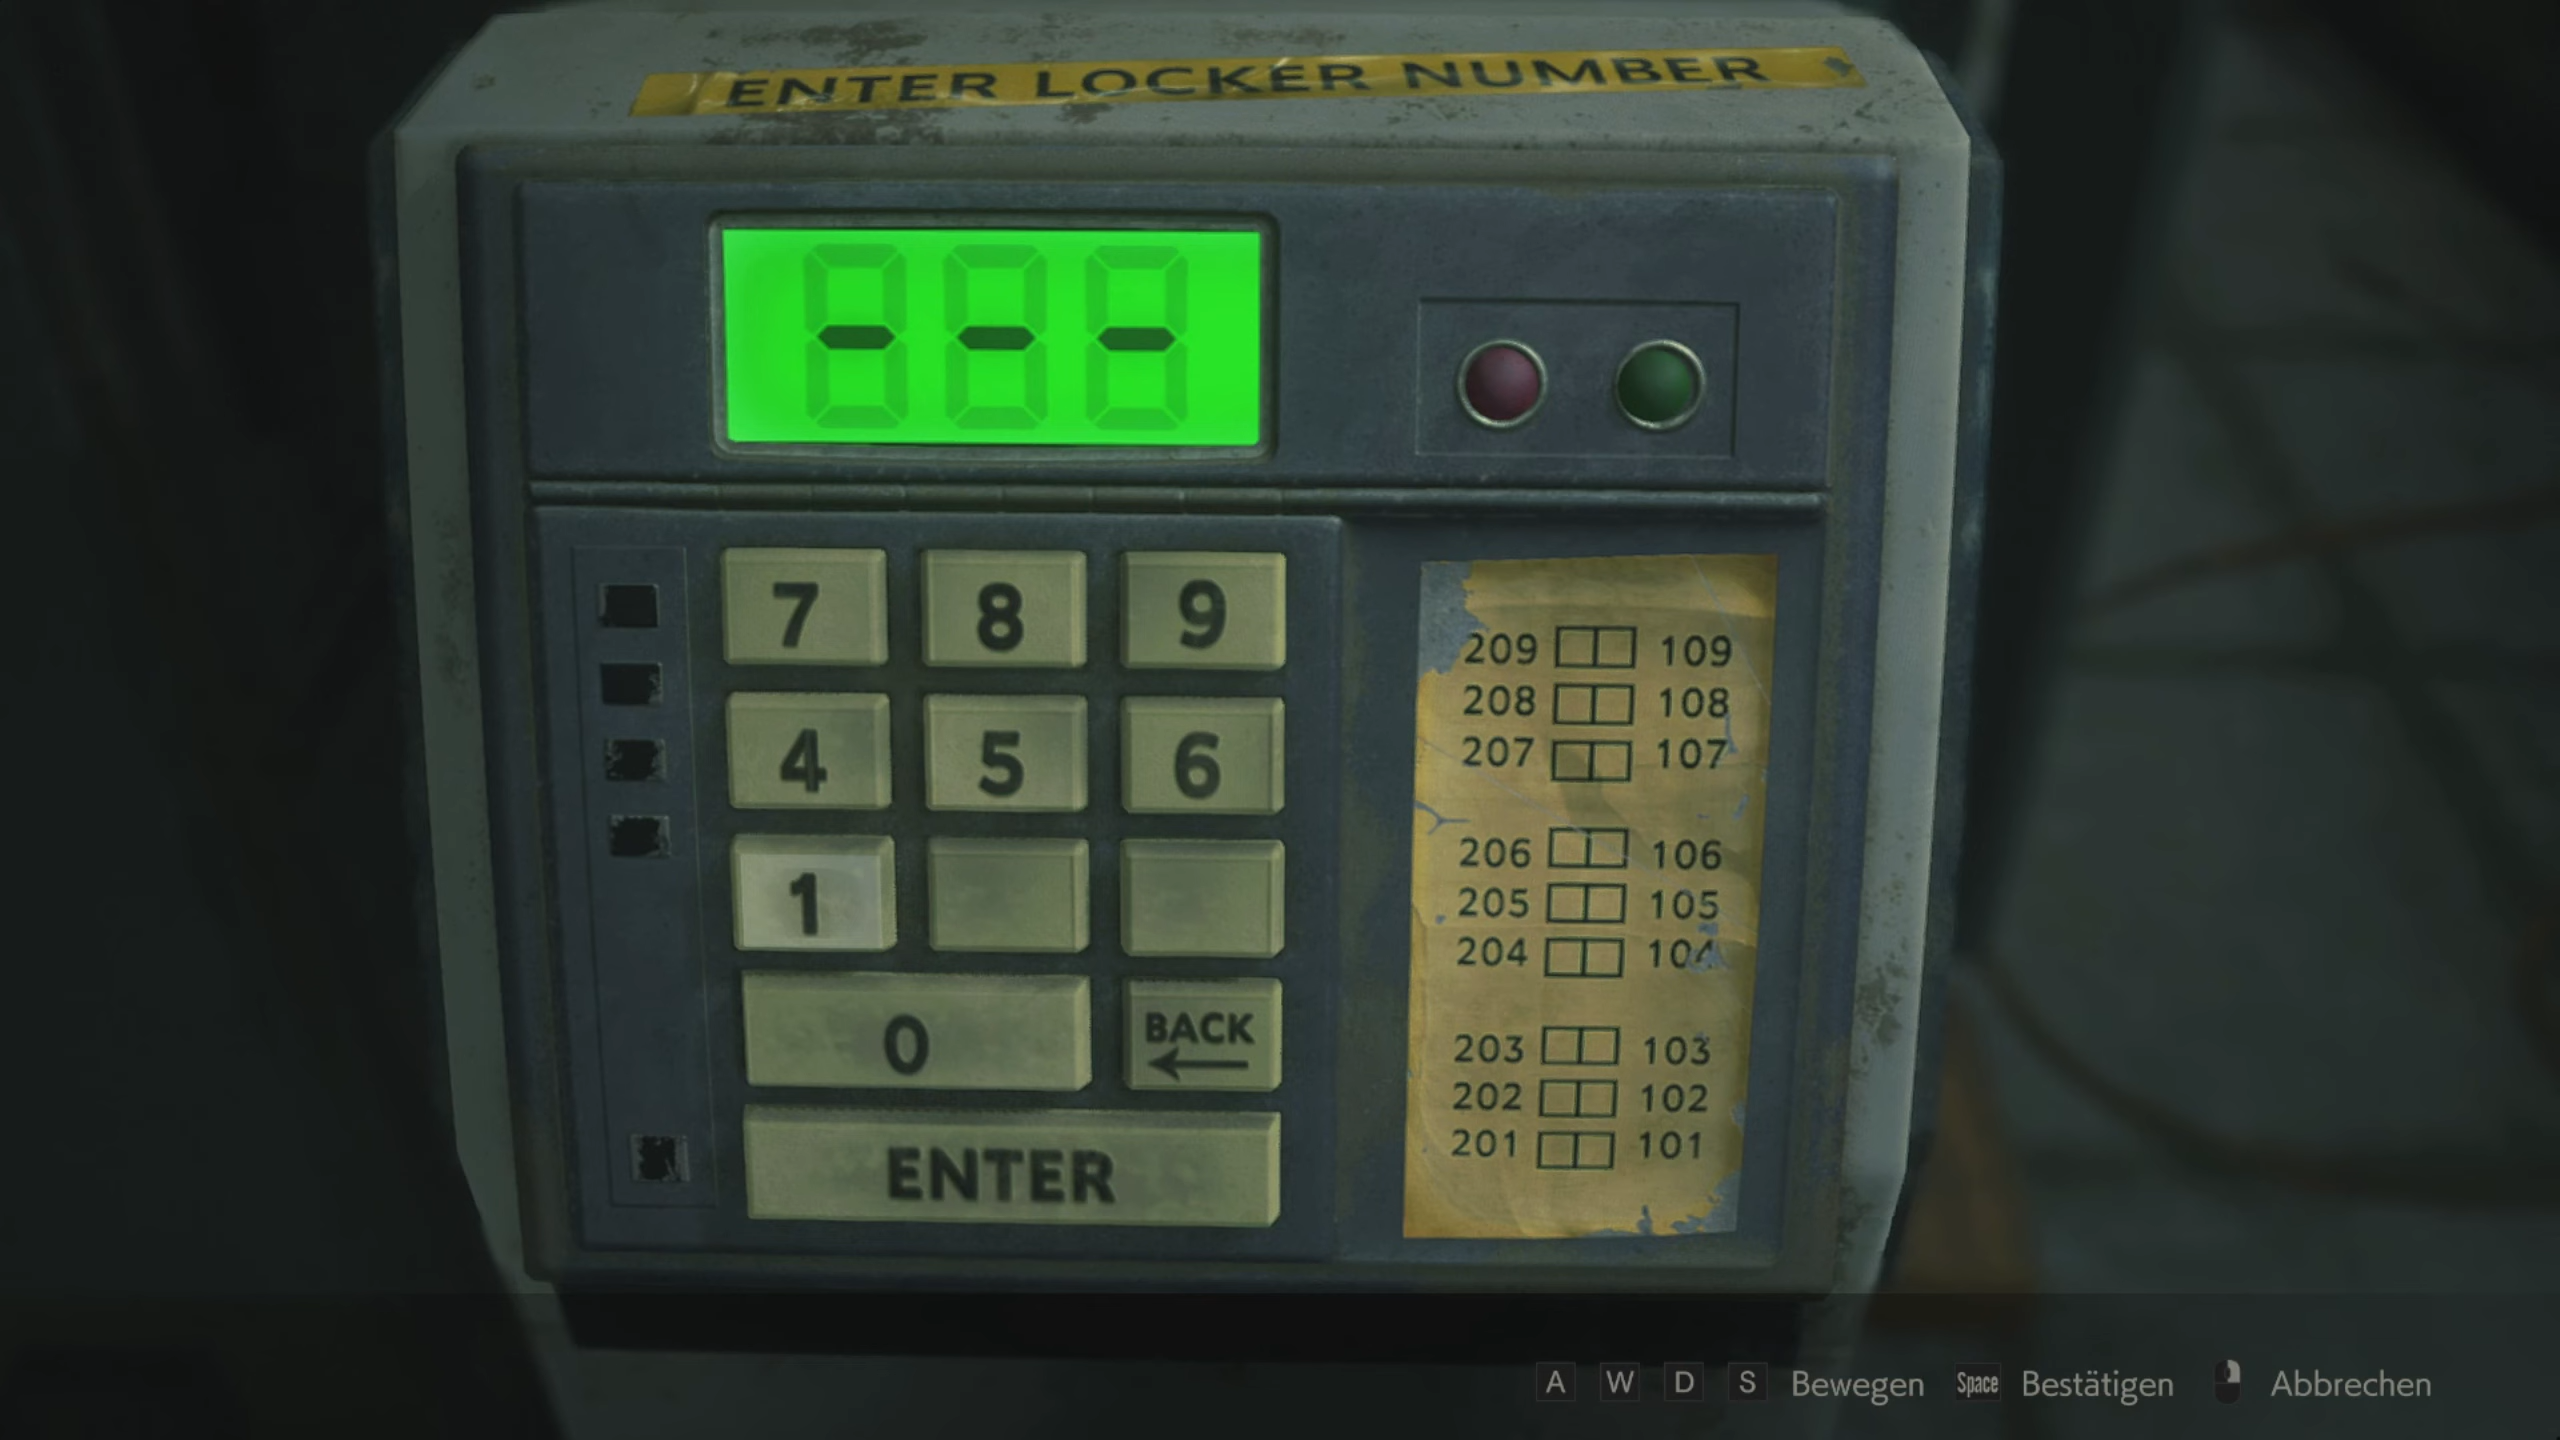 ENTER LOCKER NUMBER
---
7 8 9
4 5 6
1
0 BACK
ENTER
209 109
208 108
207 107
206 106
205 105
204 104
203 103
202 102
201 101
A W D S Bewegen Space Bestätigen Abbrechen